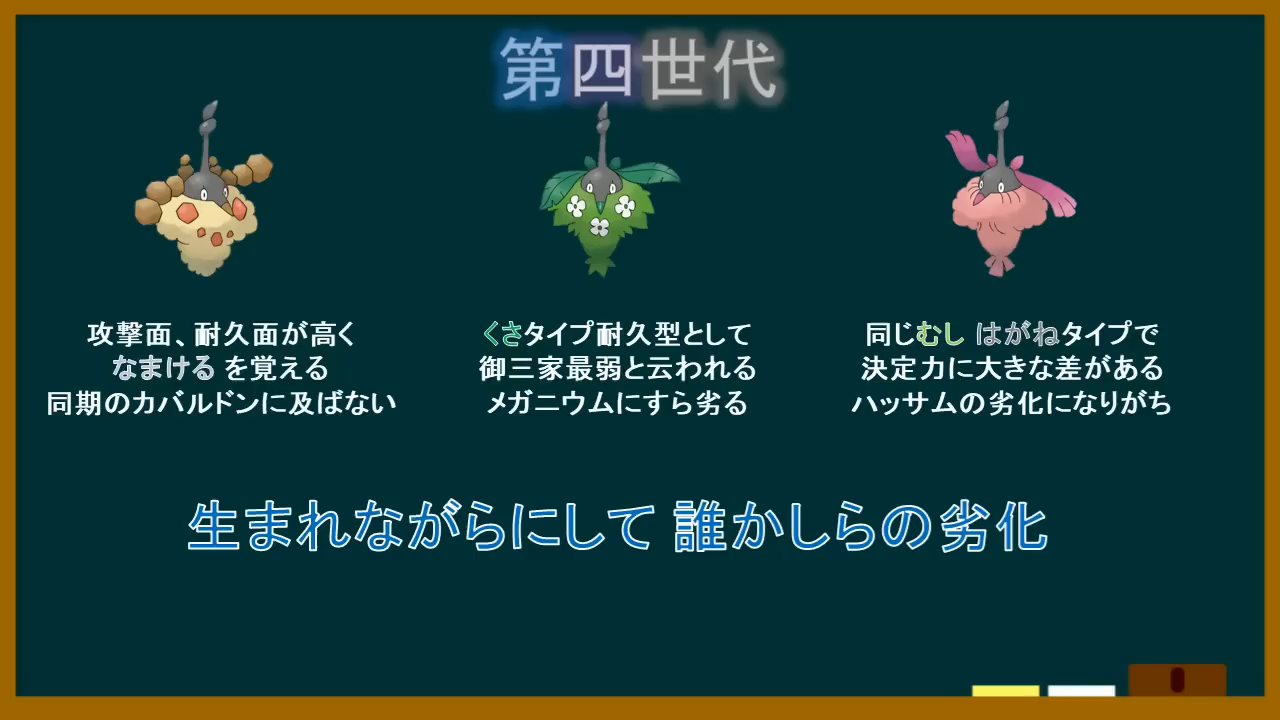 第四世代
攻撃面、耐久面が高く
なまける を覚える
同期のカバルドンに及ばない
くさタイプ耐久型として
御三家最弱と云われる
メガニウムにすら劣る
同じむし はがねタイプで
決定力に大きな差がある
ハッサムの劣化になりがち
生まれながらにして 誰かしらの劣化